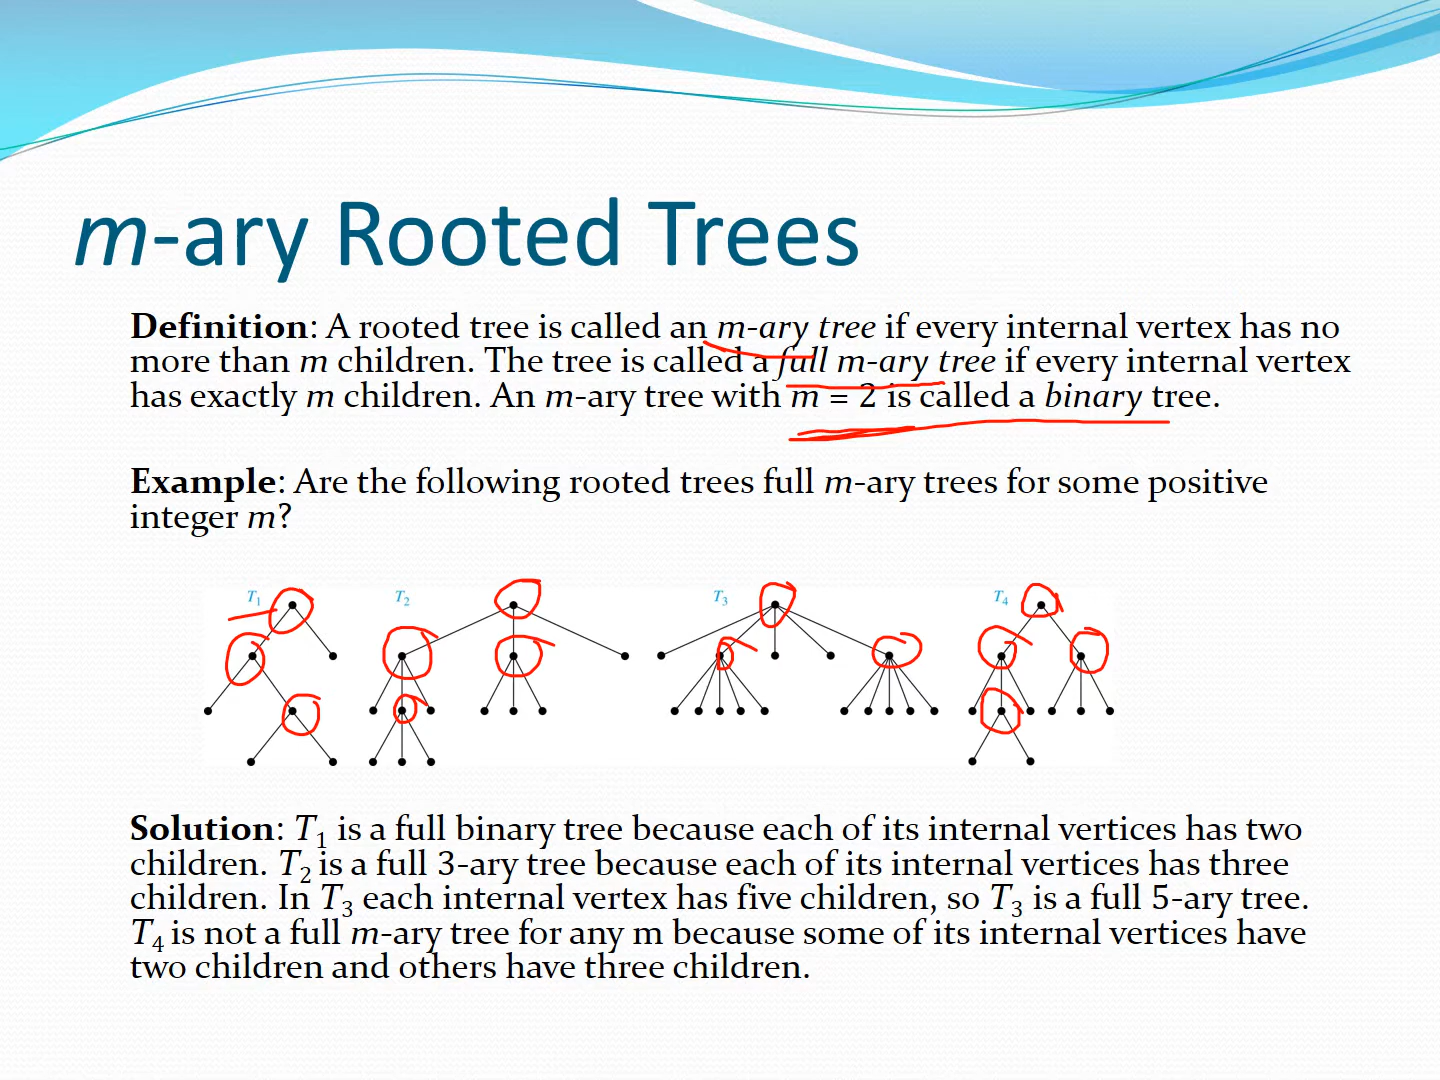 m-ary Rooted Trees
Definition: A rooted tree is called an m-ary tree if every internal vertex has no
more than m children. The tree is called a full m-ary tree if every internal vertex
has exactly m children. An m-ary tree with m = 2 is called a binary tree.
Example: Are the following rooted trees full m-ary trees for some positive
integer m?
T1 T2 T3 T4
Solution: T1 is a full binary tree because each of its internal vertices has two
children. T2 is a full 3-ary tree because each of its internal vertices has three
children. In T3 each internal vertex has five children, so T3 is a full 5-ary tree.
T4 is not a full m-ary tree for any m because some of its internal vertices have
two children and others have three children.